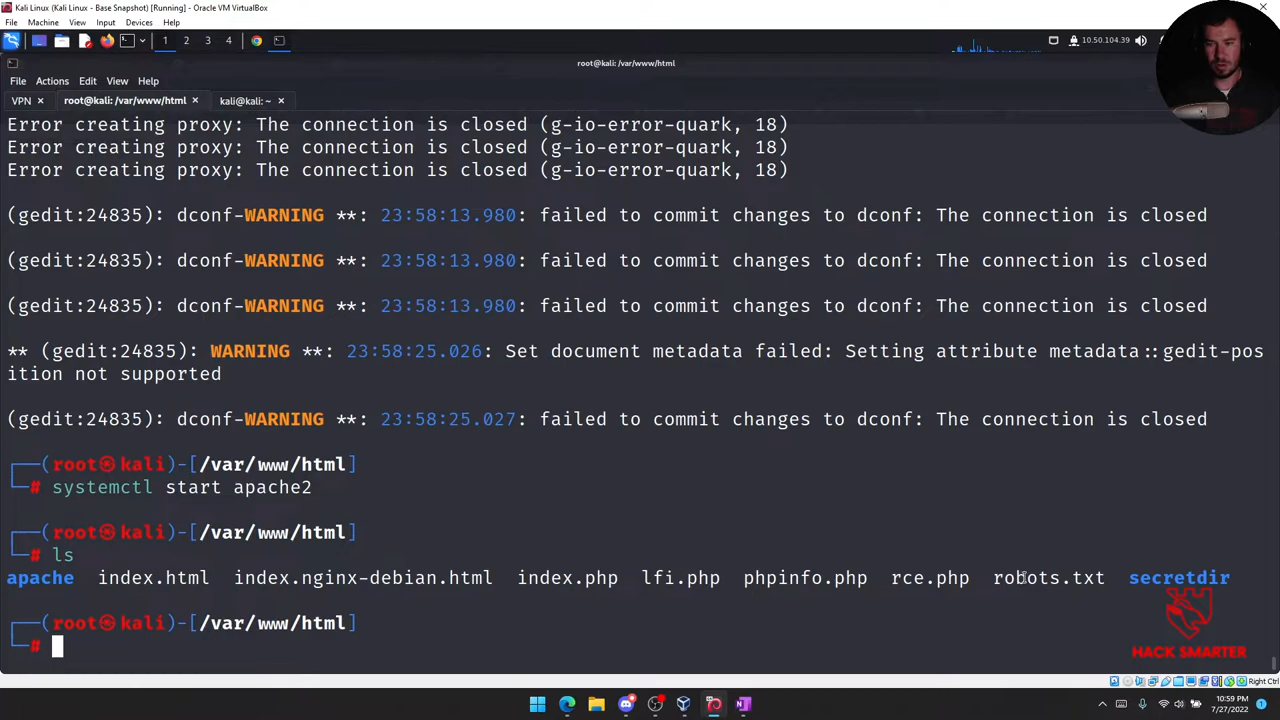 Kali Linux (Kali Linux - Base Snapshot) [Running] - Oracle VM VirtualBox
File Machine View Input Devices Help
1 2 3 4
10.50.104.39
root@kali: /var/www/html
File Actions Edit View Help
VPN × root@kali: /var/www/html × kali@kali: ~ ×
Error creating proxy: The connection is closed (g-io-error-quark, 18)
Error creating proxy: The connection is closed (g-io-error-quark, 18)
Error creating proxy: The connection is closed (g-io-error-quark, 18)
(gedit:24835): dconf-WARNING **: 23:58:13.980: failed to commit changes to dconf: The connection is closed
(gedit:24835): dconf-WARNING **: 23:58:13.980: failed to commit changes to dconf: The connection is closed
(gedit:24835): dconf-WARNING **: 23:58:13.980: failed to commit changes to dconf: The connection is closed
** (gedit:24835): WARNING **: 23:58:25.026: Set document metadata failed: Setting attribute metadata::gedit-pos
ition not supported
(gedit:24835): dconf-WARNING **: 23:58:25.027: failed to commit changes to dconf: The connection is closed
┌──(root㉿kali)-[/var/www/html]
└─# systemctl start apache2
┌──(root㉿kali)-[/var/www/html]
└─# ls
apache index.html index.nginx-debian.html index.php lfi.php phpinfo.php rce.php robots.txt secretdir
┌──(root㉿kali)-[/var/www/html]
└─#
HACK SMARTER
Right Ctrl
10:59 PM
7/27/2022